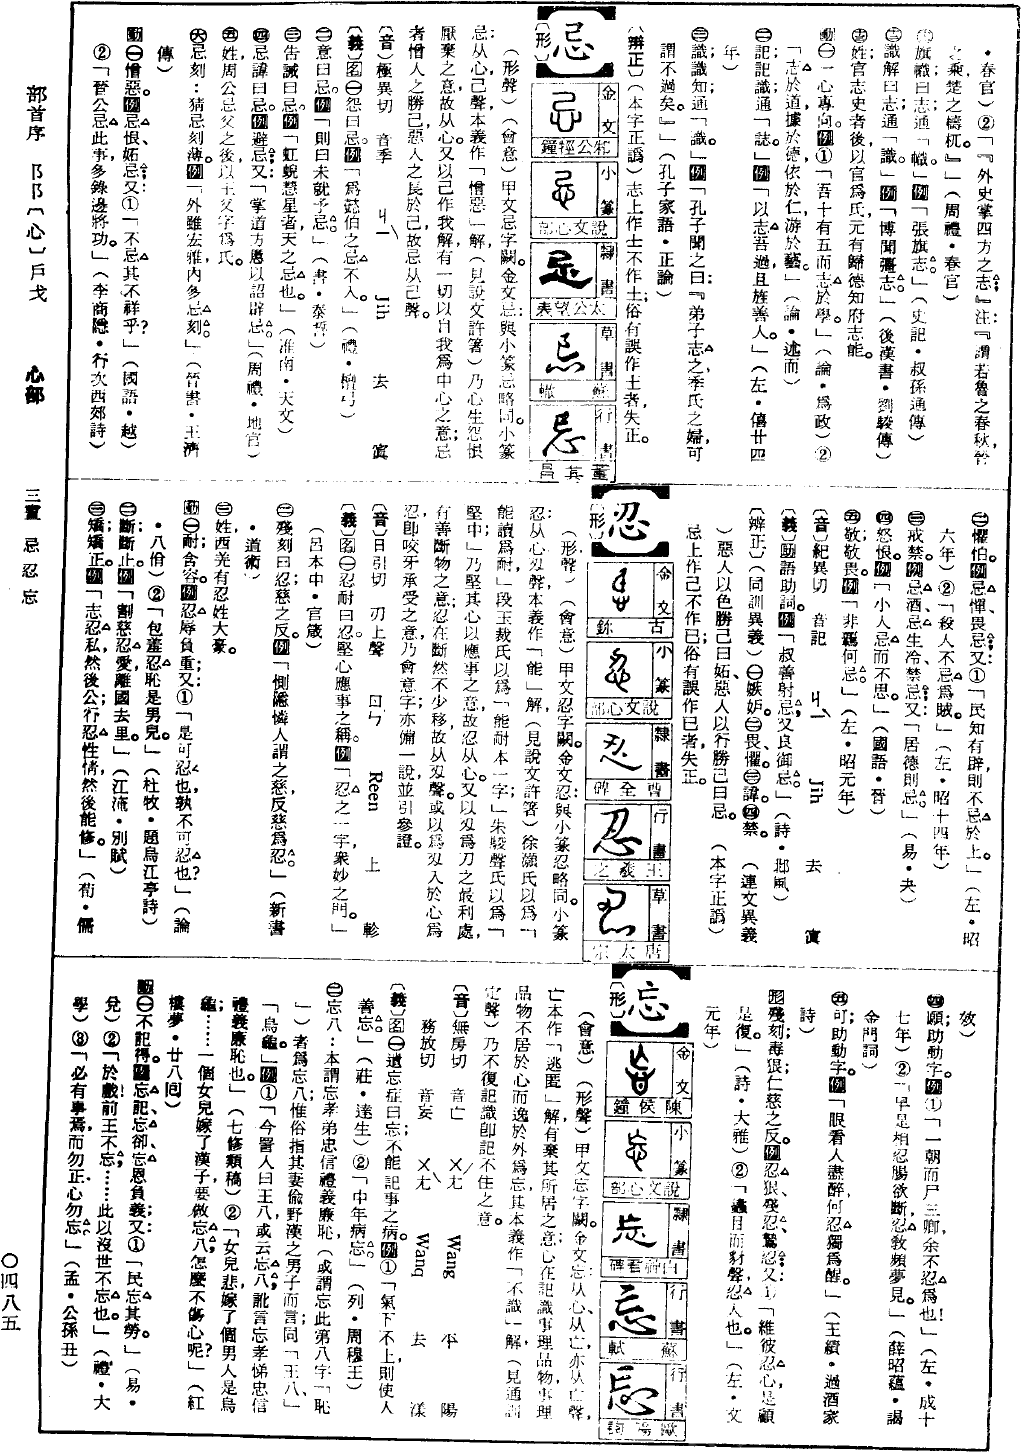 •春官）②「『外史掌四方之志』注：『謂若魯之春秋，晉
之乘，楚之檮杌。』」（周禮•春官）
旗幟曰志；通「幟」。例「張旗志。」（史記•叔孫通傳）
㊂識解曰志；通「識」。例「博聞彊志。」（後漢書•劉駿傳）
姓，官志史者，後以官爲氏，元有歸德知府志能。
動㊀一心專向。例①「吾十有五而志於學。」（論•爲政）②
「志於道，據於德，依於仁，游於藝。」（論•述而）
㊁記；記識；通「誌。」例「以志吾過，且旌善人。」（左•僖廿四
年）
㊂識；識知；通「識。」例「孔子聞之曰：『弟子志之，季氏之婦，可
謂不過矣。』」（孔子家語•正論）
〔辨正〕（本字正譌）志上作士不作土；俗有誤作土者，失正。
忌
〔形〕
金文 邾公牼鐘
小篆 說文心部
隸書 太公望表
草書 蘇轍
行書 董其昌
（形聲）（會意）甲文忌字闕。金文忌：與小篆忌略同。小篆
忌：从心，己聲，本義作「憎惡」解（見說文許箸）乃心生忿恨
厭棄之意，故从心。又以己作我解，有一切以自我爲中心之意；
者憎人之勝己，惡人之長於己，故忌从己聲。
〔音〕極異切　音季　ㄐㄧˋ　Jih　去　寘
〔義〕名㊀怨曰忌。例「爲懿伯之忌，不入。」（禮•檀弓）
㊁意曰忌。例「則曰未就予忌。」（書•秦誓）
㊂告誡曰忌。例「虹蜺彗星者，天之忌也。」（淮南•天文）
㊃忌諱曰忌。例避忌；又：「掌道方慝，以詔辟忌。」（周禮•地官）
㊄姓，周公忌父之後，以王父字爲氏。
㊅忌刻：猜忌刻薄。例「外雖弘雅，內多忌刻。」（晉書•王濟
傳）
動㊀憎惡。例忌恨、妬忌；又：①「不忌其不祥乎？」（國語•越）
②「晉公忌此事，多錄邊將功。」（李商隱•行次西郊詩）
㊁懼怕。例忌憚、畏忌；又：①「民知有辟，則不忌於上。」（左•昭
六年）②「殺人不忌爲賊。」（左•昭十四年）
㊂戒禁。例忌酒、忌生冷、禁忌；又：「居德則忌。」（易•夬）
㊃怨恨。例「小人忌而不思。」（國語•晉）
㊄敬；敬畏。例「非羈何忌。」（左•昭元年）
〔音〕紀異切　音記　ㄐㄧˋ　Jih　去　寘
〔義〕助語助詞。例「叔善射忌，又良御忌。」（詩•鄭風）
〔辨正〕（同訓異義）㊀嫉妬。㊁畏懼。㊂諱。㊃禁。（連文異義
）惡人以色勝己曰妬，惡人以行勝己曰忌。（本字正譌）
忌上作己不作已；俗有誤作已者，失正。
忍
〔形〕
金文 古鉥
小篆 說文心部
隸書 曹全碑
行書 王羲之
草書 唐太宗
（形聲）（會意）甲文忍字闕。金文忍：與小篆忍略同。小篆
忍：从心，刃聲，本義作「能」解（見說文許箸）徐顥氏以爲「
能讀爲耐」段玉裁氏以爲「能耐本一字」朱駿聲氏以爲「
堅中」乃堅其心以應事之意，故忍从心。又以刃爲刀之最利處，
有善斷物之意；忍在斷然不少移，故从刃聲。或以爲刃入於心爲
忍，即咬牙承受之意，乃會意字；亦備一說，並引參證。
〔音〕日引切　刃上聲　ㄖㄣˇ　Reen　上　軫
〔義〕名㊀忍耐曰忍，堅心應事之稱。例「忍之一字，衆妙之門。」
（呂本中•官箴）
㊁殘刻曰忍，慈之反。例「惻隱憐人謂之慈，反慈爲忍。」（新書
•道術）
㊂姓，西羌有忍姓大豪。
動㊀耐；含容。例忍辱負重；又：①「是可忍也，孰不可忍也？」（論
•八佾）②「包羞忍恥是男兒。」（杜牧•題烏江亭詩）
㊁斷；斷止。例「割慈忍愛，離國去里。」（江淹•別賦）
㊂矯；矯正。例「志忍私，然後公；行忍性情，然後能修。」（荀•儒
效）
㊃願；助動字。例①「一朝而尸三卿，余不忍爲也！」（左•成十
七年）②「早是相忍腸欲斷，忍教頻夢見。」（薛昭蘊•謁
金門詞）
㊄可；助動字。例「眼看人盡醉，何忍獨爲醒。」（王績•過酒家
詩）
形殘刻；毒狠，仁慈之反。例忍狠、殘忍、鷙忍；又：①「維彼忍心，是顧
是復。」（詩•大雅）②「蠭目而豺聲，忍人也。」（左•文
元年）
忘
〔形〕
金文 陳侯鐘
小篆 說文心部
隸書 白石神君碑
行書 蘇軾
行書 歐陽詢
（會意）（形聲）甲文忘字闕。金文忘：从心，从亡，亦从亡聲，
亡本作「逃匿」解，有棄其所居之意；心在記識事理品物，事理
品物不居於心而逸於外爲忘，其本義作「不識」解（見通訓
定聲）乃不復記識即記不住之意。
〔音〕無房切　音亡　ㄨㄤˊ　Wang　平　陽
務放切　音妄　ㄨㄤˋ　Wanq　去　漾
〔義〕名㊀遺忘症曰忘，不能記事之病。例①「氣下不上，則使人
善忘。」（莊•達生）②「中年病忘。」（列•周穆王）
㊁忘八：本謂忘孝弟忠信禮義廉恥（或謂忘此第八字「恥
」）者爲忘八，惟俗指其妻偸野漢之男子而言，同「王八」、
「烏龜」。例①「今詈人曰王八，或云忘八，訛言忘孝悌忠信
禮義廉恥也。」（七修類稿）②「女兒悲，嫁了個男人是烏
龜；……一個女兒嫁了漢子，要做忘八，怎麼不傷心呢？」（紅
樓夢•廿八回）
動㊀不記得。例忘記、忘卻、忘恩負義；又：①「民忘其勞。」（易•
兌）②「於戲！前王不忘；……此以沒世不忘也。」（禮•大
學）③「必有事焉而勿正，心勿忘。」（孟•公孫丑）
部首序　阝阝〔心〕戶戈　心部　三畫　忌忍忘　〇四八五